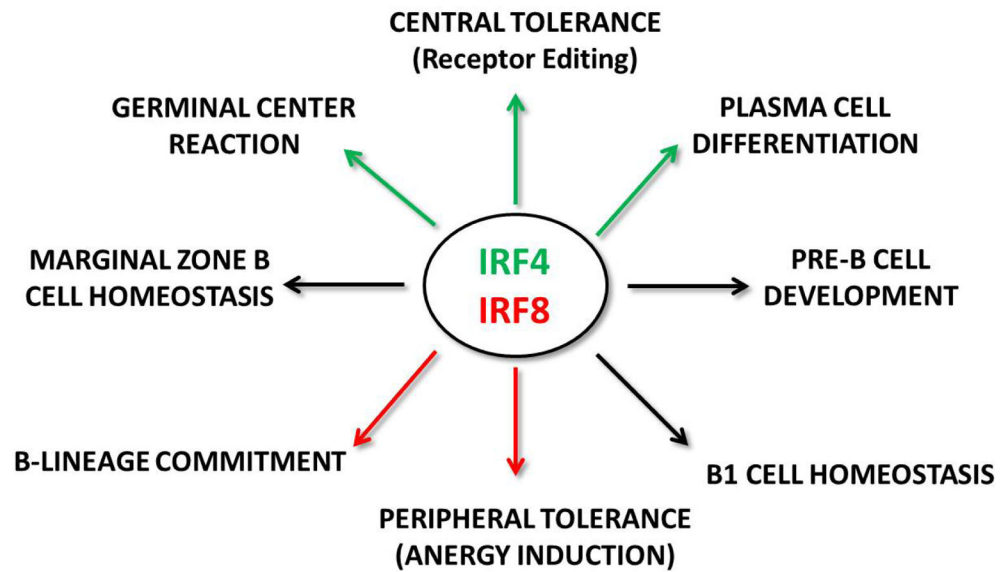 CENTRAL TOLERANCE
(Receptor Editing)
GERMINAL CENTER
REACTION
PLASMA CELL
DIFFERENTIATION
MARGINAL ZONE B
CELL HOMEOSTASIS
IRF4
IRF8
PRE-B CELL
DEVELOPMENT
B-LINEAGE COMMITMENT
B1 CELL HOMEOSTASIS
PERIPHERAL TOLERANCE
(ANERGY INDUCTION)